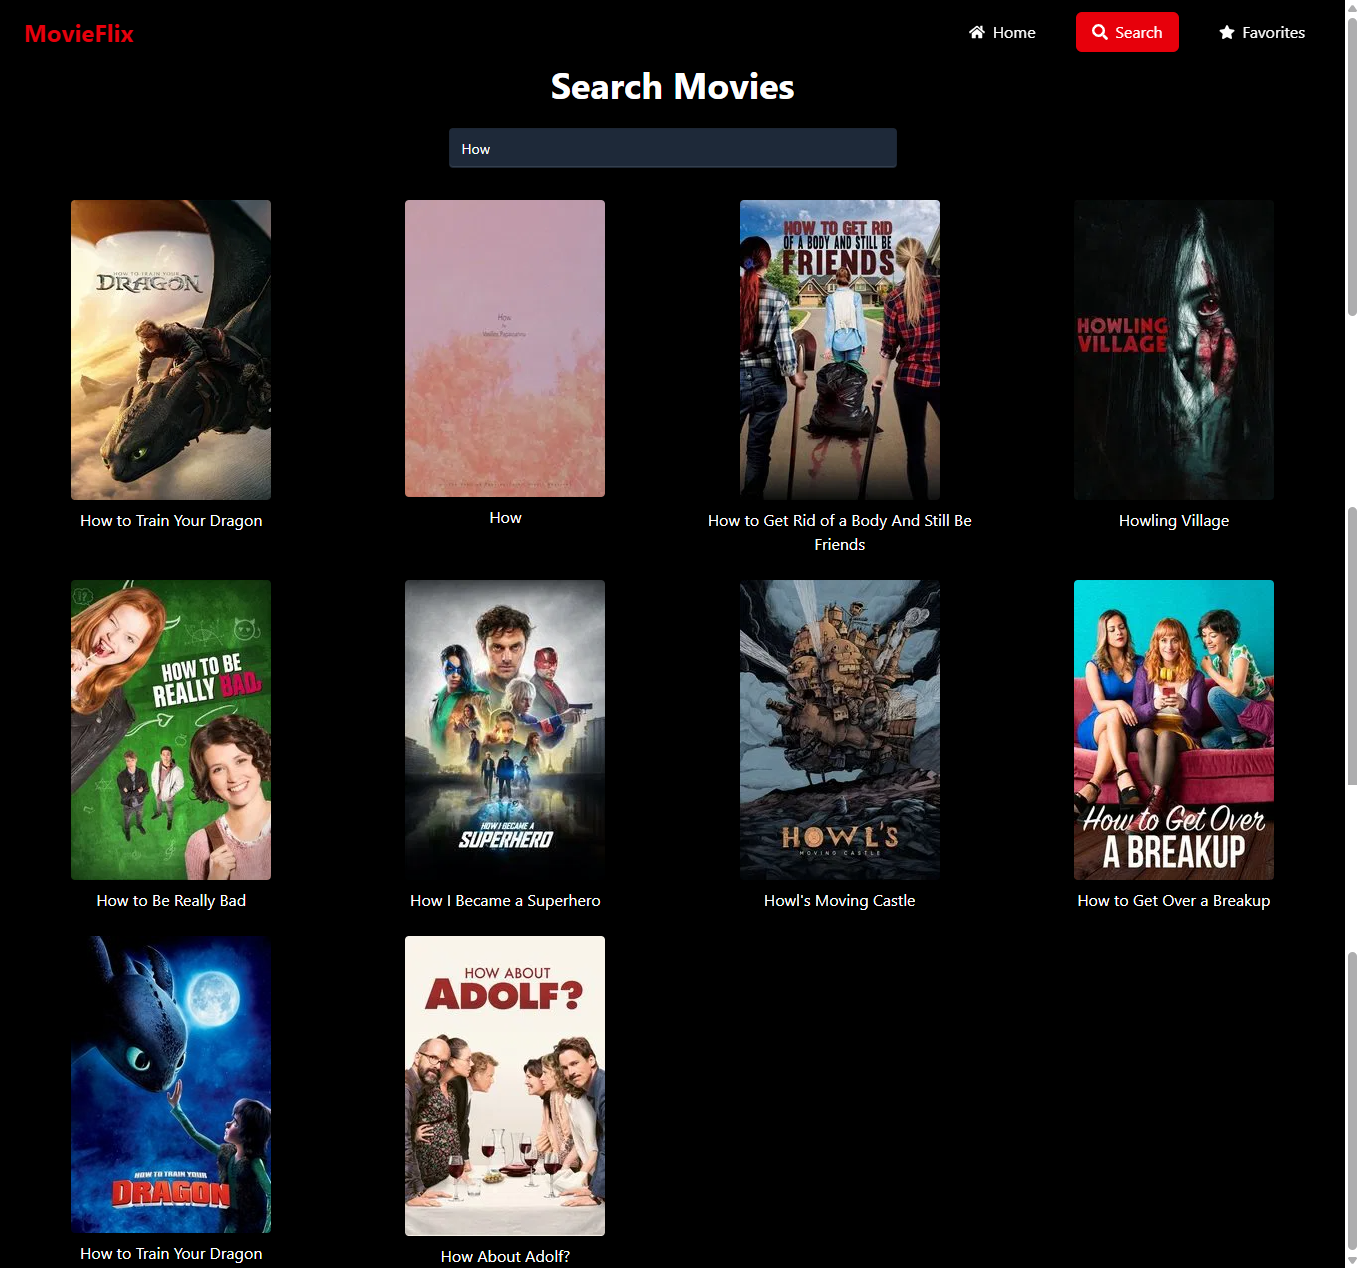 MovieFlix
Home
Search
Favorites
Search Movies
How
HOW TO TRAIN YOUR
DRAGON
How to Train Your Dragon
How
by
How
HOW TO GET RID
OF A BODY AND STILL BE
FRIENDS
How to Get Rid of a Body And Still Be
Friends
HOWLING
VILLAGE
Howling Village
HOW TO BE
REALLY BAD
How to Be Really Bad
HOW I BECAME A
SUPERHERO
How I Became a Superhero
HOWL'S
MOVING CASTLE
Howl's Moving Castle
How to Get Over
A BREAKUP
How to Get Over a Breakup
HOW TO TRAIN YOUR
DRAGON
How to Train Your Dragon
HOW ABOUT
ADOLF?
How About Adolf?